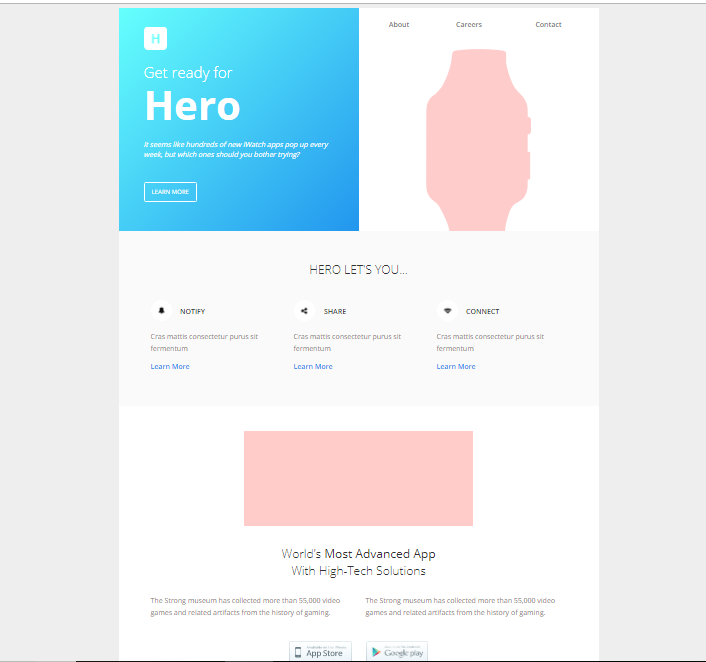 H
About Careers Contact
Get ready for
Hero
It seems like hundreds of new iWatch apps pop up every
week, but which ones should you bother trying?
LEARN MORE
HERO LET'S YOU...
NOTIFY
Cras mattis consectetur purus sit
fermentum
Learn More
SHARE
Cras mattis consectetur purus sit
fermentum
Learn More
CONNECT
Cras mattis consectetur purus sit
fermentum
Learn More
World's Most Advanced App
With High-Tech Solutions
The Strong museum has collected more than 55,000 video
games and related artifacts from the history of gaming.
The Strong museum has collected more than 55,000 video
games and related artifacts from the history of gaming.
App Store
Google play